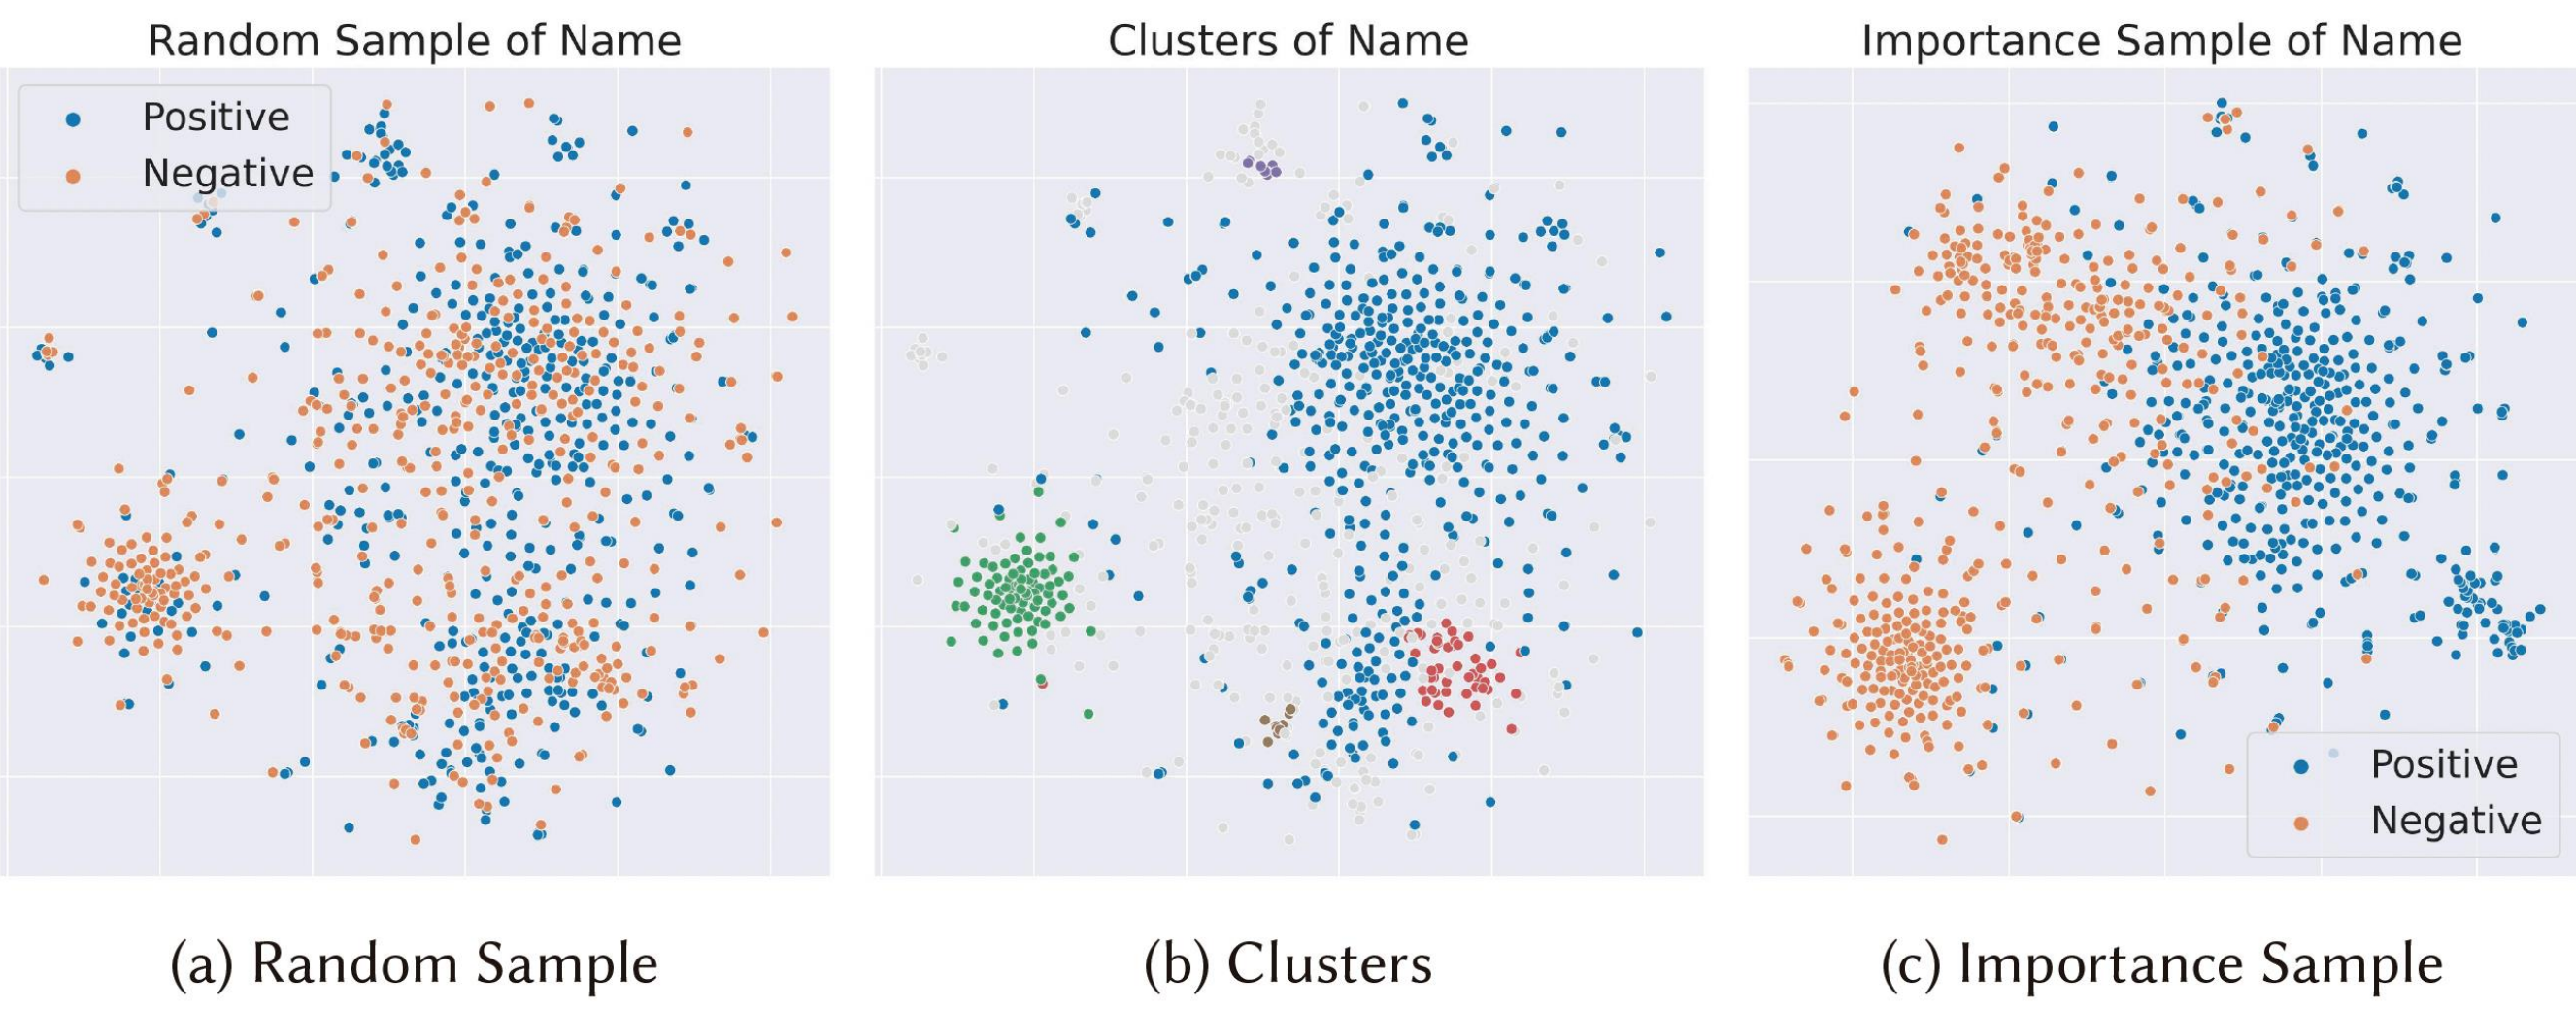 Random Sample of Name
Positive
Negative
(a) Random Sample
Clusters of Name
(b) Clusters
Importance Sample of Name
Positive
Negative
(c) Importance Sample